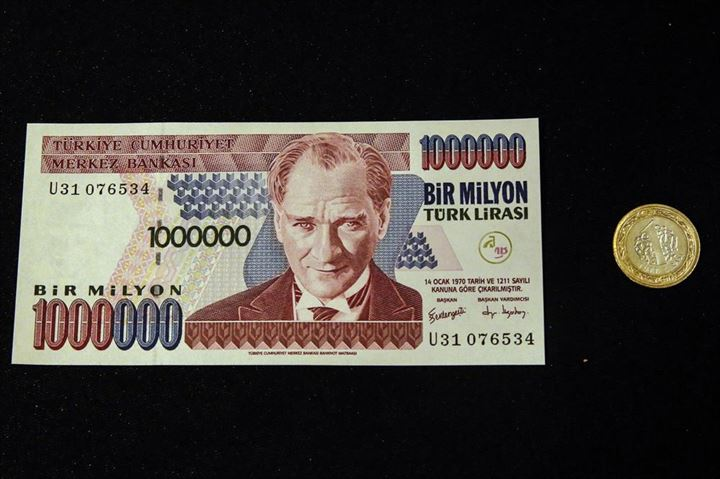 TÜRKİYE CUMHURİYET
MERKEZ BANKASI
U31 076534
1000000
BİR MİLYON
1000000
1000000
BİR MİLYON
TÜRK LİRASI
14 OCAK 1970 TARİH VE 1211 SAYILI
KANUNA GÖRE ÇIKARILMIŞTIR.
BAŞKAN BAŞKAN YARDIMCISI
U31 076534
TÜRKİYE CUMHURİYET MERKEZ BANKASI BANKNOT MATBAASI